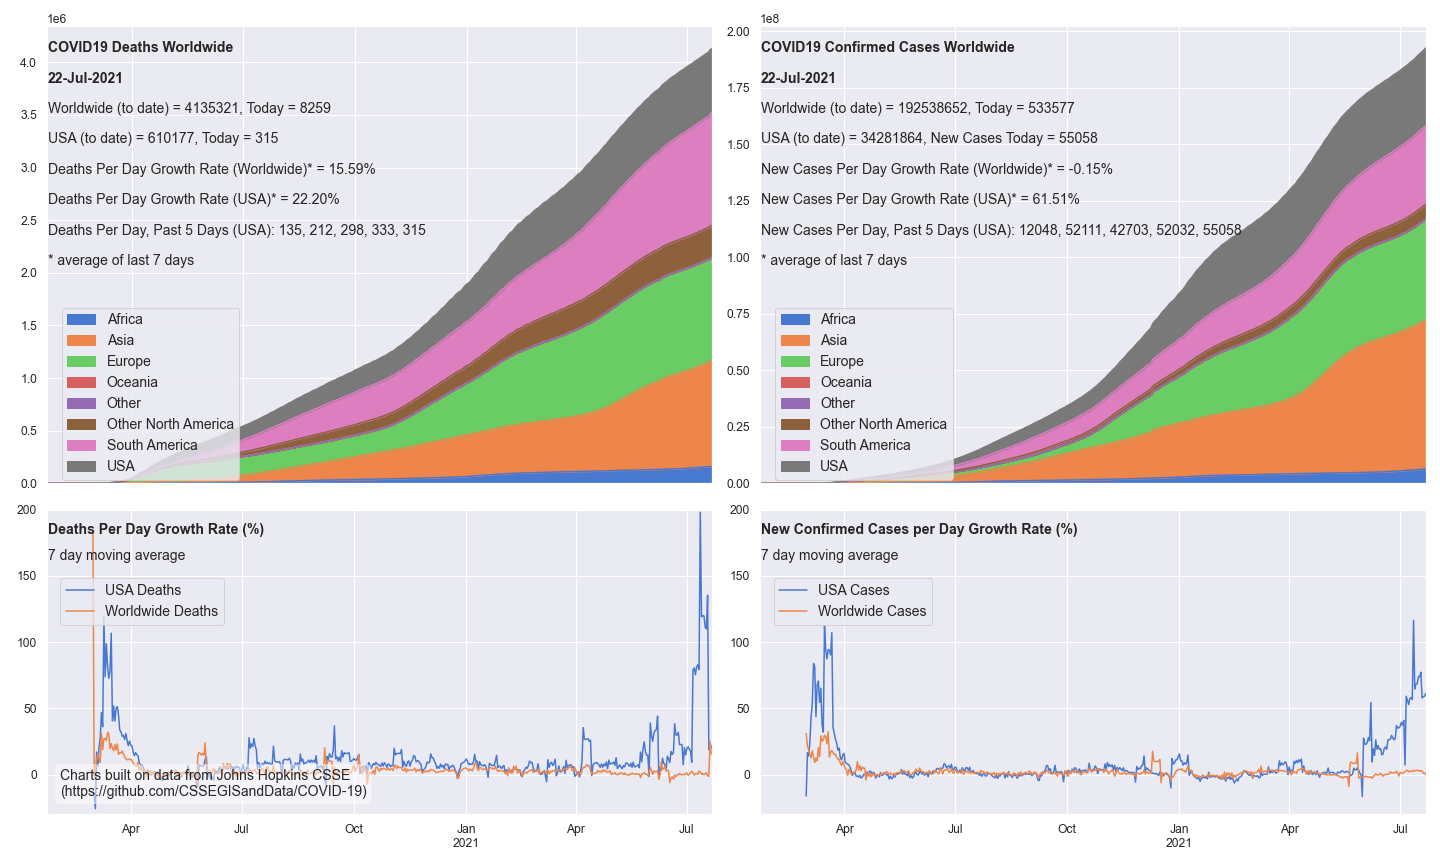 1e6
COVID19 Deaths Worldwide
22-Jul-2021
Worldwide (to date) = 4135321, Today = 8259
USA (to date) = 610177, Today = 315
Deaths Per Day Growth Rate (Worldwide)* = 15.59%
Deaths Per Day Growth Rate (USA)* = 22.20%
Deaths Per Day, Past 5 Days (USA): 135, 212, 298, 333, 315
* average of last 7 days
4.0
3.5
3.0
2.5
2.0
1.5
1.0
0.5
0.0
Africa
Asia
Europe
Oceania
Other
Other North America
South America
USA
1e8
COVID19 Confirmed Cases Worldwide
22-Jul-2021
Worldwide (to date) = 192538652, Today = 533577
USA (to date) = 34281864, New Cases Today = 55058
New Cases Per Day Growth Rate (Worldwide)* = -0.15%
New Cases Per Day Growth Rate (USA)* = 61.51%
New Cases Per Day, Past 5 Days (USA): 12048, 52111, 42703, 52032, 55058
* average of last 7 days
2.00
1.75
1.50
1.25
1.00
0.75
0.50
0.25
0.00
Africa
Asia
Europe
Oceania
Other
Other North America
South America
USA
Deaths Per Day Growth Rate (%)
7 day moving average
USA Deaths
Worldwide Deaths
200
150
100
50
0
Charts built on data from Johns Hopkins CSSE
(https://github.com/CSSEGISandData/COVID-19)
Apr
Jul
Oct
Jan
2021
Apr
Jul
New Confirmed Cases per Day Growth Rate (%)
7 day moving average
USA Cases
Worldwide Cases
200
150
100
50
0
Apr
Jul
Oct
Jan
2021
Apr
Jul